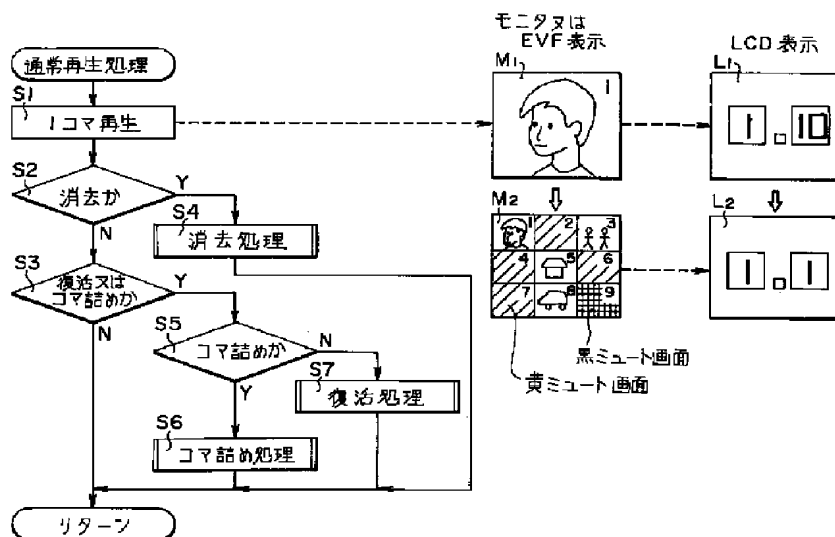 モニタ又は
EVF表示
LCD表示
通常再生処理
M1
L1
S1
1コマ再生
1
1.10
S2
消去か
Y
N
S4
消去処理
M2
1
2
3
4
5
6
7
8
9
L2
1.1
S3
復活又は
コマ詰めか
Y
N
S5
コマ詰めか
N
Y
S7
復活処理
黒ミュート画面
黄ミュート画面
S6
コマ詰め処理
リターン